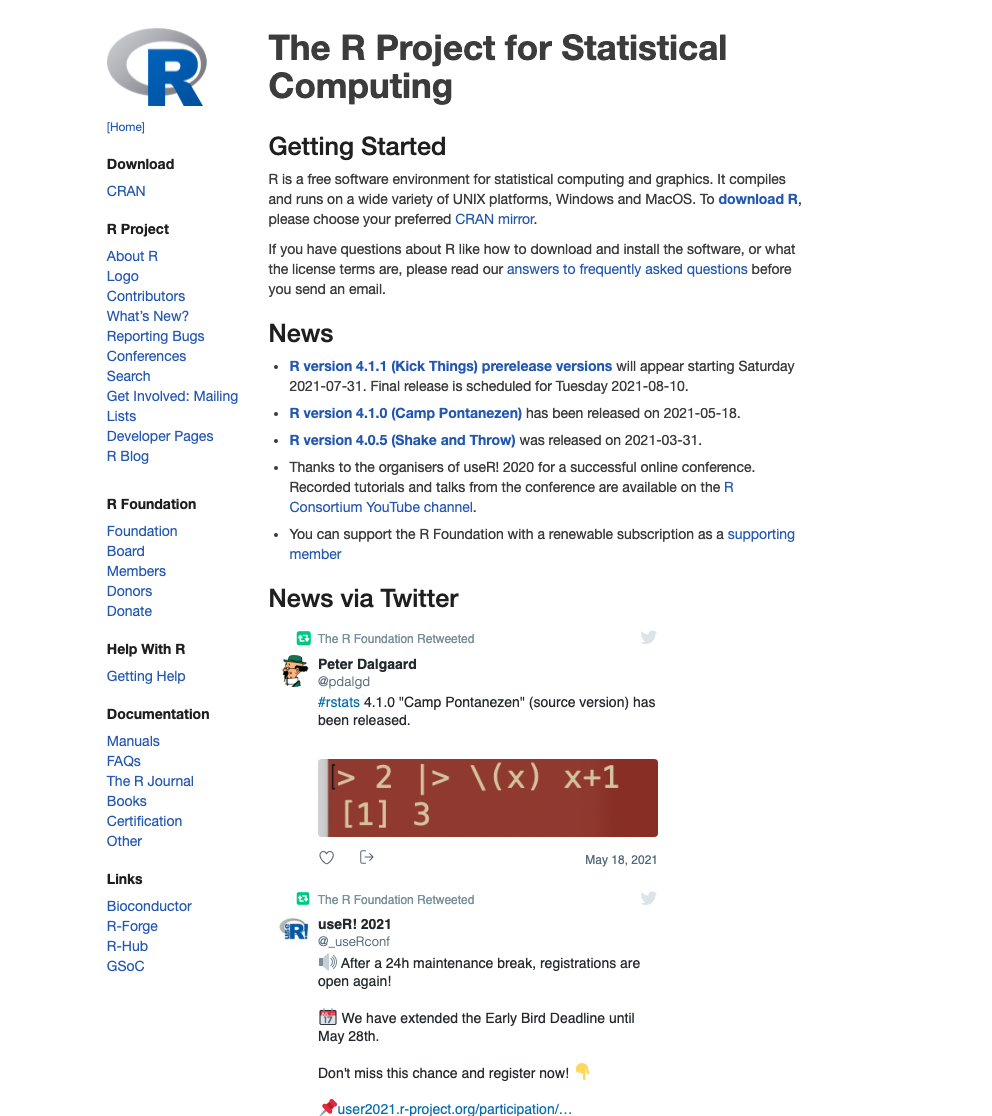 R
[Home]
Download
CRAN
R Project
About R
Logo
Contributors
What's New?
Reporting Bugs
Conferences
Search
Get Involved: Mailing
Lists
Developer Pages
R Blog
R Foundation
Foundation
Board
Members
Donors
Donate
Help With R
Getting Help
Documentation
Manuals
FAQs
The R Journal
Books
Certification
Other
Links
Bioconductor
R-Forge
R-Hub
GSoC
The R Project for Statistical
Computing
Getting Started
R is a free software environment for statistical computing and graphics. It compiles
and runs on a wide variety of UNIX platforms, Windows and MacOS. To download R,
please choose your preferred CRAN mirror.
If you have questions about R like how to download and install the software, or what
the license terms are, please read our answers to frequently asked questions before
you send an email.
News
• R version 4.1.1 (Kick Things) prerelease versions will appear starting Saturday
2021-07-31. Final release is scheduled for Tuesday 2021-08-10.
• R version 4.1.0 (Camp Pontanezen) has been released on 2021-05-18.
• R version 4.0.5 (Shake and Throw) was released on 2021-03-31.
• Thanks to the organisers of useR! 2020 for a successful online conference.
Recorded tutorials and talks from the conference are available on the R
Consortium YouTube channel.
• You can support the R Foundation with a renewable subscription as a supporting
member
News via Twitter
The R Foundation Retweeted
Peter Dalgaard
@pdalgd
#rstats 4.1.0 "Camp Pontanezen" (source version) has
been released.
> 2 |> \(x) x+1
[1] 3
May 18, 2021
The R Foundation Retweeted
useR!
useR! 2021
@_useRconf
🔊 After a 24h maintenance break, registrations are
open again!
📅 We have extended the Early Bird Deadline until
May 28th.
Don't miss this chance and register now! 👇
📌user2021.r-project.org/participation/…